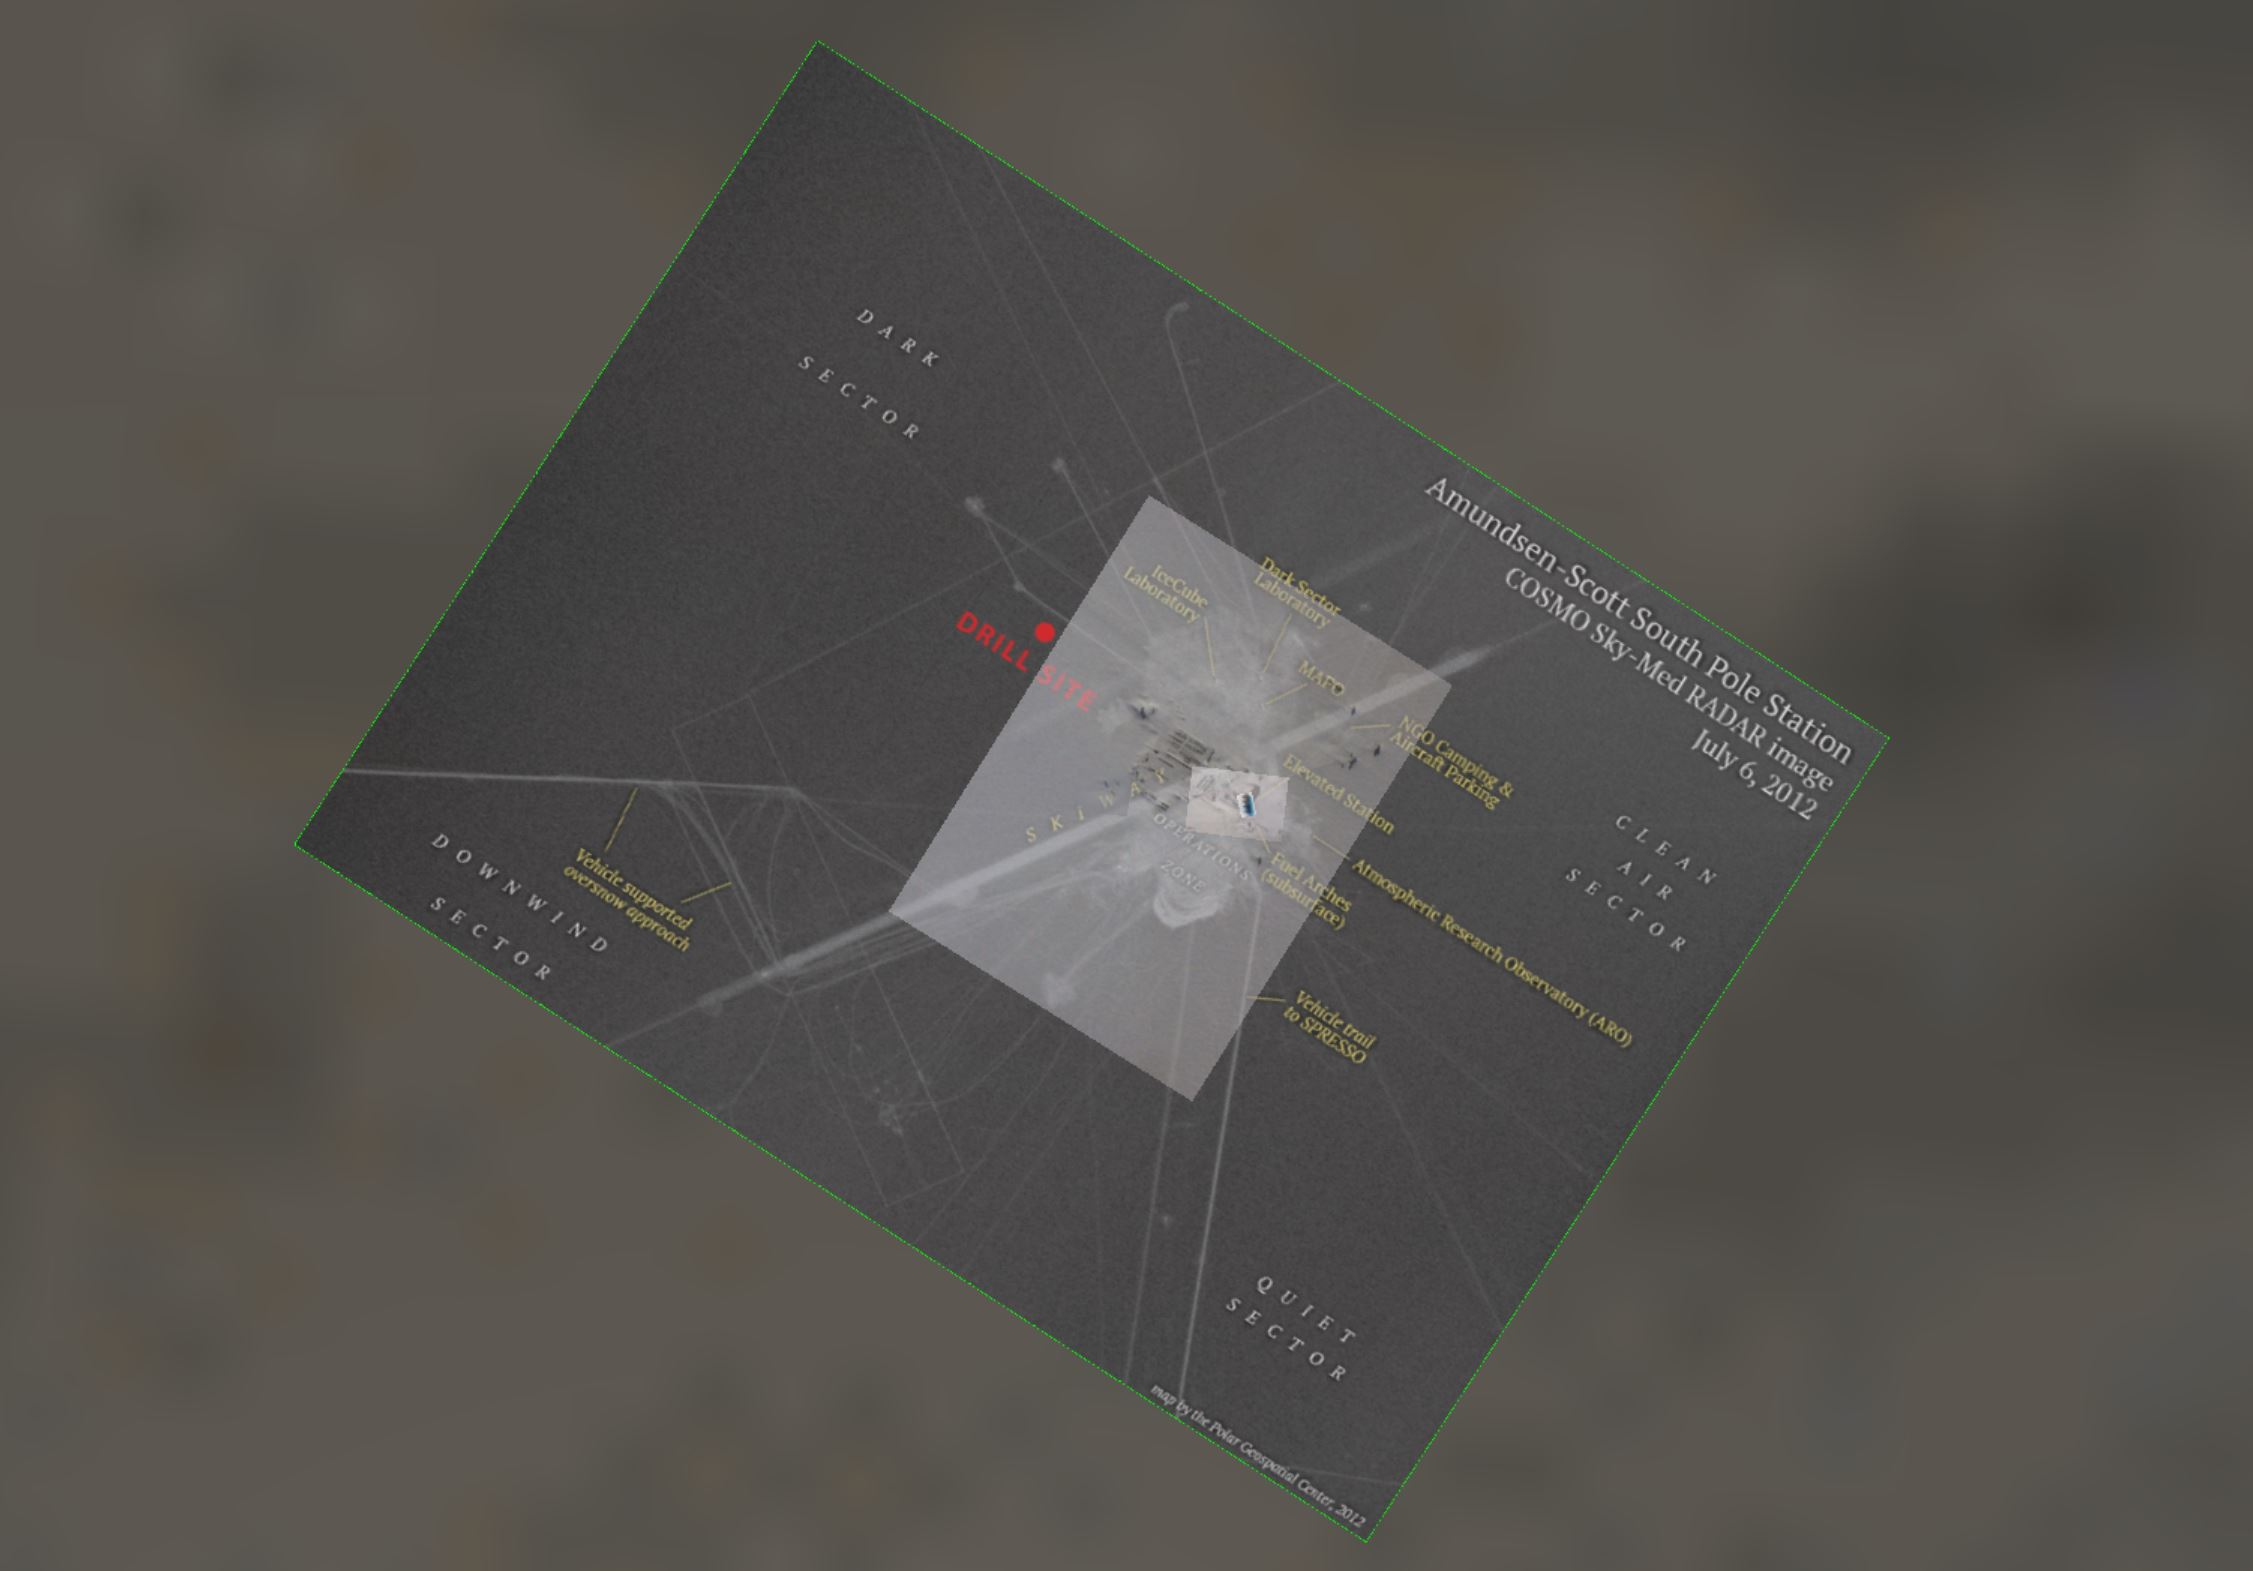 Amundsen-Scott South Pole Station
COSMO Sky-Med RADAR image
July 6, 2012
DARK
SECTOR
DRILL SITE
IceCube
Laboratory
Dark Sector
Laboratory
MAPO
NGO Camping &
Aircraft Parking
Elevated Station
SKIWAY
OPERATIONS
ZONE
Fuel Arches
(subsurface)
Atmospheric Research Observatory (ARO)
CLEAN
AIR
SECTOR
Vehicle supported
oversnow approach
DOWNWIND
SECTOR
Vehicle trail
to SPRESSO
QUIET
SECTOR
map by the Polar Geospatial Center, 2012